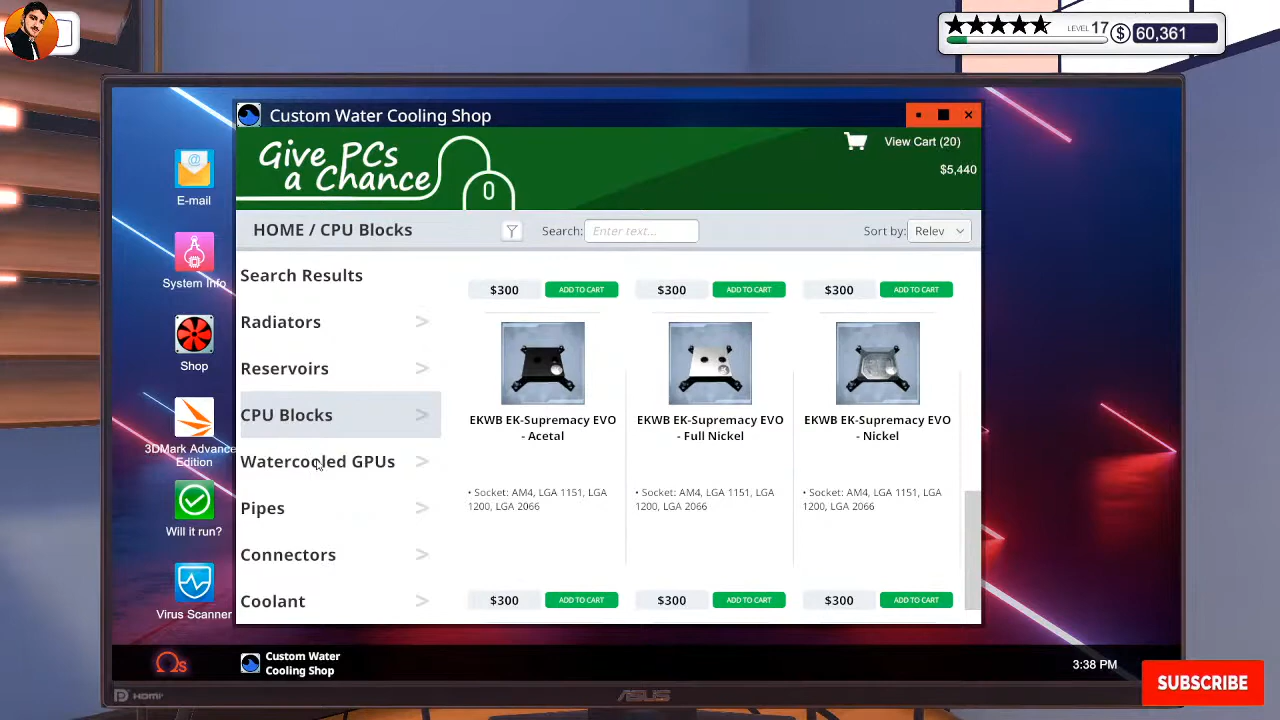 LEVEL 17 $ 60,361
Custom Water Cooling Shop
Give PCs
a Chance
View Cart (20)
$5,440
HOME / CPU Blocks
Search:
Enter text...
Sort by:
Relev
E-mail
System Info
Shop
3DMark Advance
Edition
Will it run?
Virus Scanner
Search Results
Radiators >
Reservoirs >
CPU Blocks >
Watercooled GPUs >
Pipes >
Connectors >
Coolant >
$300 ADD TO CART $300 ADD TO CART $300 ADD TO CART
EKWB EK-Supremacy EVO
- Acetal
• Socket: AM4, LGA 1151, LGA
1200, LGA 2066
$300 ADD TO CART
EKWB EK-Supremacy EVO
- Full Nickel
• Socket: AM4, LGA 1151, LGA
1200, LGA 2066
$300 ADD TO CART
EKWB EK-Supremacy EVO
- Nickel
• Socket: AM4, LGA 1151, LGA
1200, LGA 2066
$300 ADD TO CART
Ωs
Custom Water
Cooling Shop
3:38 PM
HDMI
ASUS
SUBSCRIBE